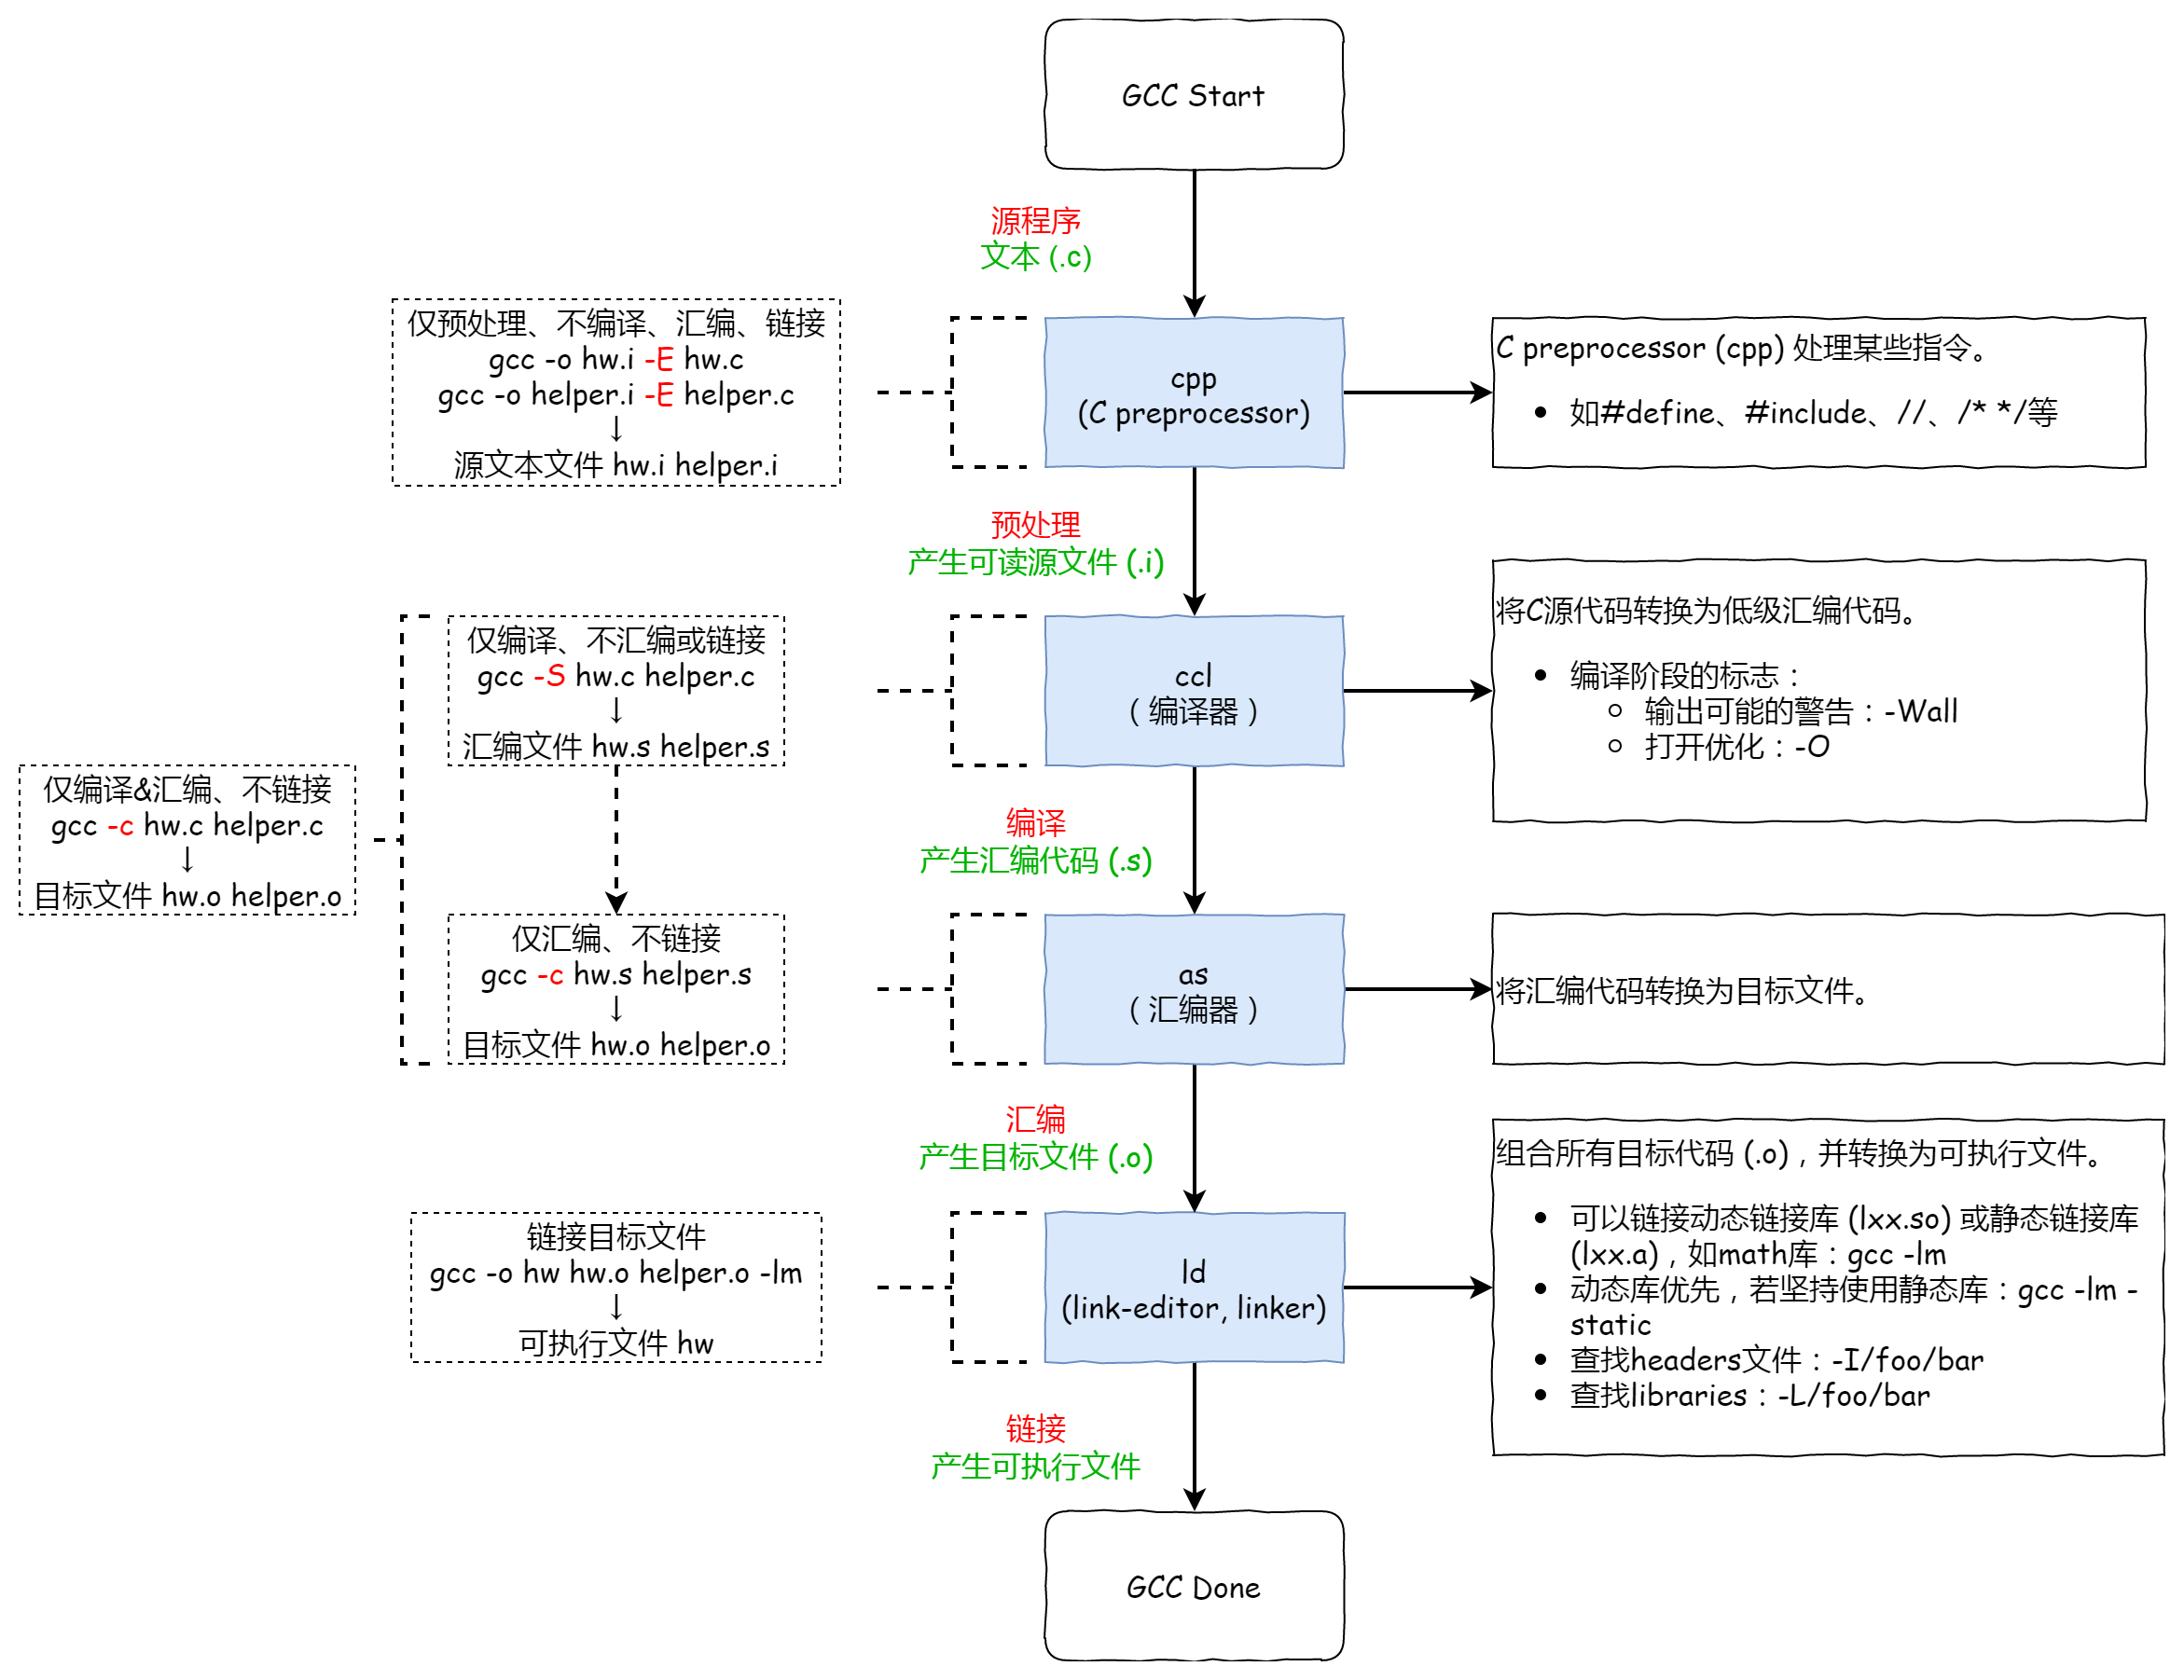 GCC Start
源程序
文本 (.c)
仅预处理、不编译、汇编、链接
gcc -o hw.i -E hw.c
gcc -o helper.i -E helper.c
↓
源文本文件 hw.i helper.i
cpp
(C preprocessor)
C preprocessor (cpp) 处理某些指令。
• 如#define、#include、//、/* */等
预处理
产生可读源文件 (.i)
仅编译、不汇编或链接
gcc -S hw.c helper.c
↓
汇编文件 hw.s helper.s
ccl
（编译器）
将C源代码转换为低级汇编代码。
• 编译阶段的标志：
○ 输出可能的警告：-Wall
○ 打开优化：-O
仅编译&汇编、不链接
gcc -c hw.c helper.c
↓
目标文件 hw.o helper.o
编译
产生汇编代码 (.s)
仅汇编、不链接
gcc -c hw.s helper.s
↓
目标文件 hw.o helper.o
as
（汇编器）
将汇编代码转换为目标文件。
汇编
产生目标文件 (.o)
链接目标文件
gcc -o hw hw.o helper.o -lm
↓
可执行文件 hw
ld
(link-editor, linker)
组合所有目标代码 (.o)，并转换为可执行文件。
• 可以链接动态链接库 (lxx.so) 或静态链接库
(lxx.a)，如math库：gcc -lm
• 动态库优先，若坚持使用静态库：gcc -lm -
static
• 查找headers文件：-I/foo/bar
• 查找libraries：-L/foo/bar
链接
产生可执行文件
GCC Done